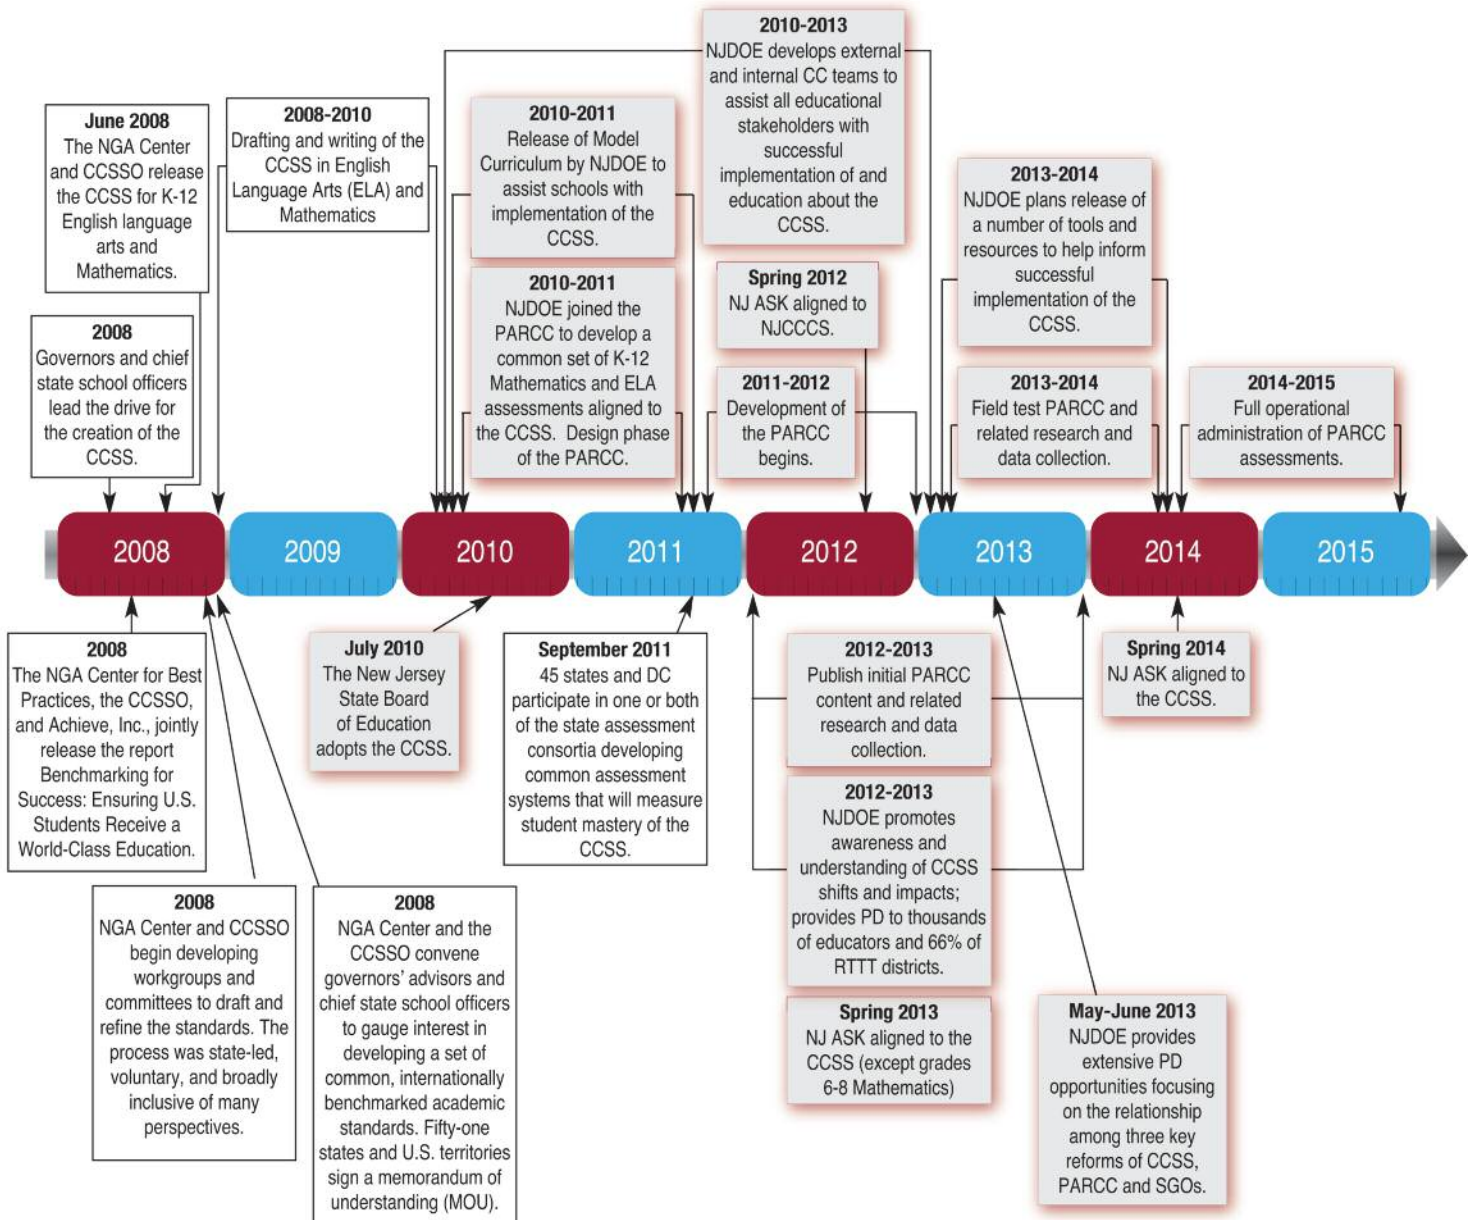 June 2008
The NGA Center
and CCSSO release
the CCSS for K-12
English language
arts and
Mathematics.
2008-2010
Drafting and writing of the
CCSS in English
Language Arts (ELA) and
Mathematics
2010-2011
Release of Model
Curriculum by NJDOE to
assist schools with
implementation of the
CCSS.
2010-2013
NJDOE develops external
and internal CC teams to
assist all educational
stakeholders with
successful
implementation of and
education about the
CCSS.
2013-2014
NJDOE plans release of
a number of tools and
resources to help inform
successful
implementation of the
CCSS.
2008
Governors and chief
state school officers
lead the drive for
the creation of the
CCSS.
2010-2011
NJDOE joined the
PARCC to develop a
common set of K-12
Mathematics and ELA
assessments aligned to
the CCSS. Design phase
of the PARCC.
Spring 2012
NJ ASK aligned to
NJCCCS.
2011-2012
Development of
the PARCC
begins.
2013-2014
Field test PARCC and
related research and
data collection.
2014-2015
Full operational
administration of PARCC
assessments.
2008
2009
2010
2011
2012
2013
2014
2015
2008
The NGA Center for Best
Practices, the CCSSO,
and Achieve, Inc., jointly
release the report
Benchmarking for
Success: Ensuring U.S.
Students Receive a
World-Class Education.
July 2010
The New Jersey
State Board
of Education
adopts the CCSS.
September 2011
45 states and DC
participate in one or both
of the state assessment
consortia developing
common assessment
systems that will measure
student mastery of the
CCSS.
2012-2013
Publish initial PARCC
content and related
research and data
collection.
Spring 2014
NJ ASK aligned to
the CCSS.
2012-2013
NJDOE promotes
awareness and
understanding of CCSS
shifts and impacts;
provides PD to thousands
of educators and 66% of
RTTT districts.
2008
NGA Center and CCSSO
begin developing
workgroups and
committees to draft and
refine the standards. The
process was state-led,
voluntary, and broadly
inclusive of many
perspectives.
2008
NGA Center and the
CCSSO convene
governors' advisors and
chief state school officers
to gauge interest in
developing a set of
common, internationally
benchmarked academic
standards. Fifty-one
states and U.S. territories
sign a memorandum of
understanding (MOU).
Spring 2013
NJ ASK aligned to the
CCSS (except grades
6-8 Mathematics)
May-June 2013
NJDOE provides
extensive PD
opportunities focusing
on the relationship
among three key
reforms of CCSS,
PARCC and SGOs.